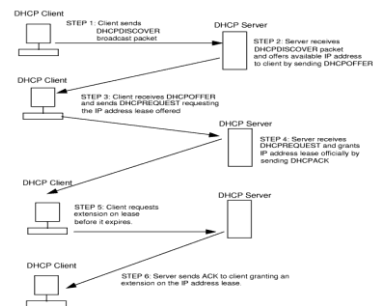 DHCP Client
STEP 1: Client sends
DHCPDISCOVER
broadcast packet
DHCP Server
STEP 2: Server receives
DHCPDISCOVER packet
and offers available IP address
to client by sending DHCPOFFER
DHCP Client
STEP 3: Client receives DHCPOFFER
and sends DHCPREQUEST requesting
the IP address lease offered
DHCP Server
STEP 4: Server receives
DHCPREQUEST and grants
IP address lease officially by
sending DHCPACK
DHCP Client
STEP 5: Client requests
extension on lease
before it expires.
DHCP Server
DHCP Client
STEP 6: Server sends ACK to client granting an
extension on the IP address lease.